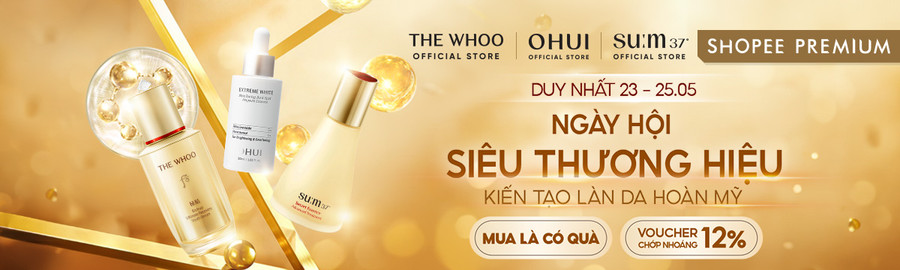 THE WHOO
OFFICIAL STORE
OHUI
OFFICIAL STORE
su:m37°
OFFICIAL STORE
SHOPEE PREMIUM
DUY NHẤT 23 - 25.05
NGÀY HỘI
SIÊU THƯƠNG HIỆU
KIẾN TẠO LÀN DA HOÀN MỸ
MUA LÀ CÓ QUÀ
VOUCHER
CHỚP NHOÁNG
12%
THE WHOO
EXTREME WHITE
OHUI
su:m37°
Secret Essence